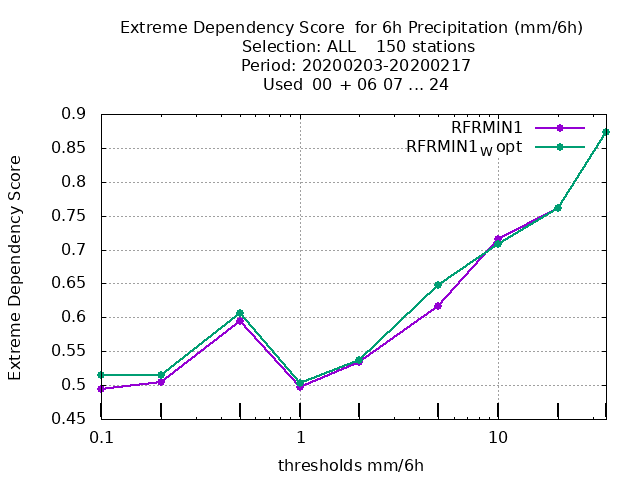 Extreme Dependency Score  for 6h Precipitation (mm/6h)
Selection: ALL    150 stations
Period: 20200203-20200217
Used  00 + 06 07 ... 24
RFRMIN1
RFRMIN1W opt
0.9
0.85
0.8
0.75
0.7
0.65
0.6
0.55
0.5
0.45
Extreme Dependency Score
0.1
1
10
thresholds mm/6h